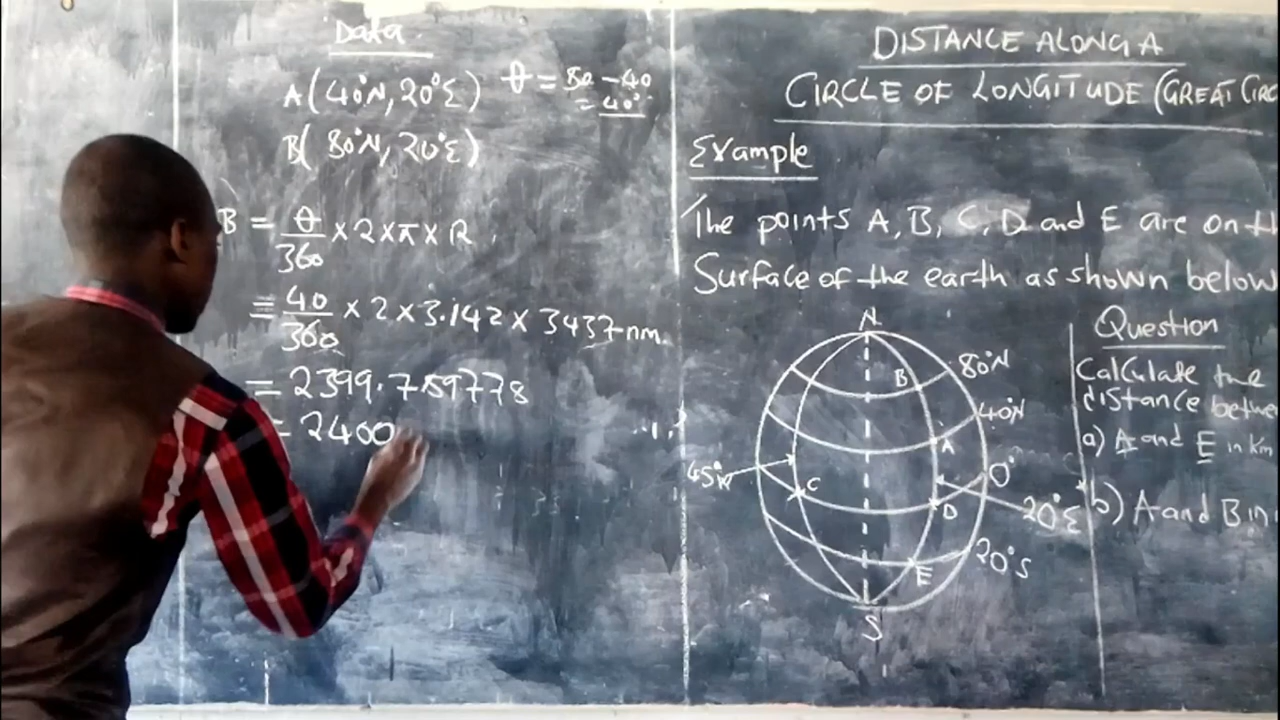 Data.
A(40°N, 20°E) θ = 80 - 40
= 40°
B( 80°N, 20°E)
B = θ/360 × 2 × π × R
= 40/360 × 2 × 3.142 × 3437 nm.
= 2399.759778
= 2400
DISTANCE ALONG A
CIRCLE OF LONGITUDE (GREAT CIRC
Example
The points A, B, C, D and E are on th
Surface of the earth as shown below
N
B
80°N
40°N
A
45°W
C
0°
D
20°E
20°S
E
S
Question
Calculate the
distance betwe
a) A and E in Km
b) A and B in